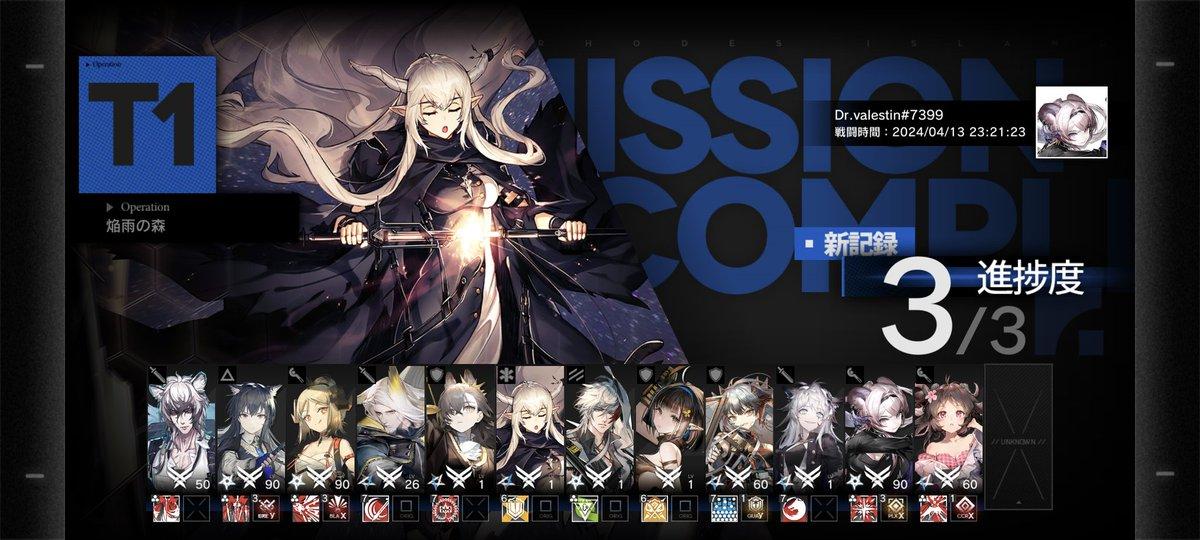 RHODES ISLAND
Operation
T1
Operation
焔雨の森
MISSION
COMPL
Dr.valestin#7399
戦闘時間：2024/04/13 23:21:23
新記録
3/3
進捗度
50
90
90
26
1
1
1
1
60
1
90
60
// UNKNOWN //